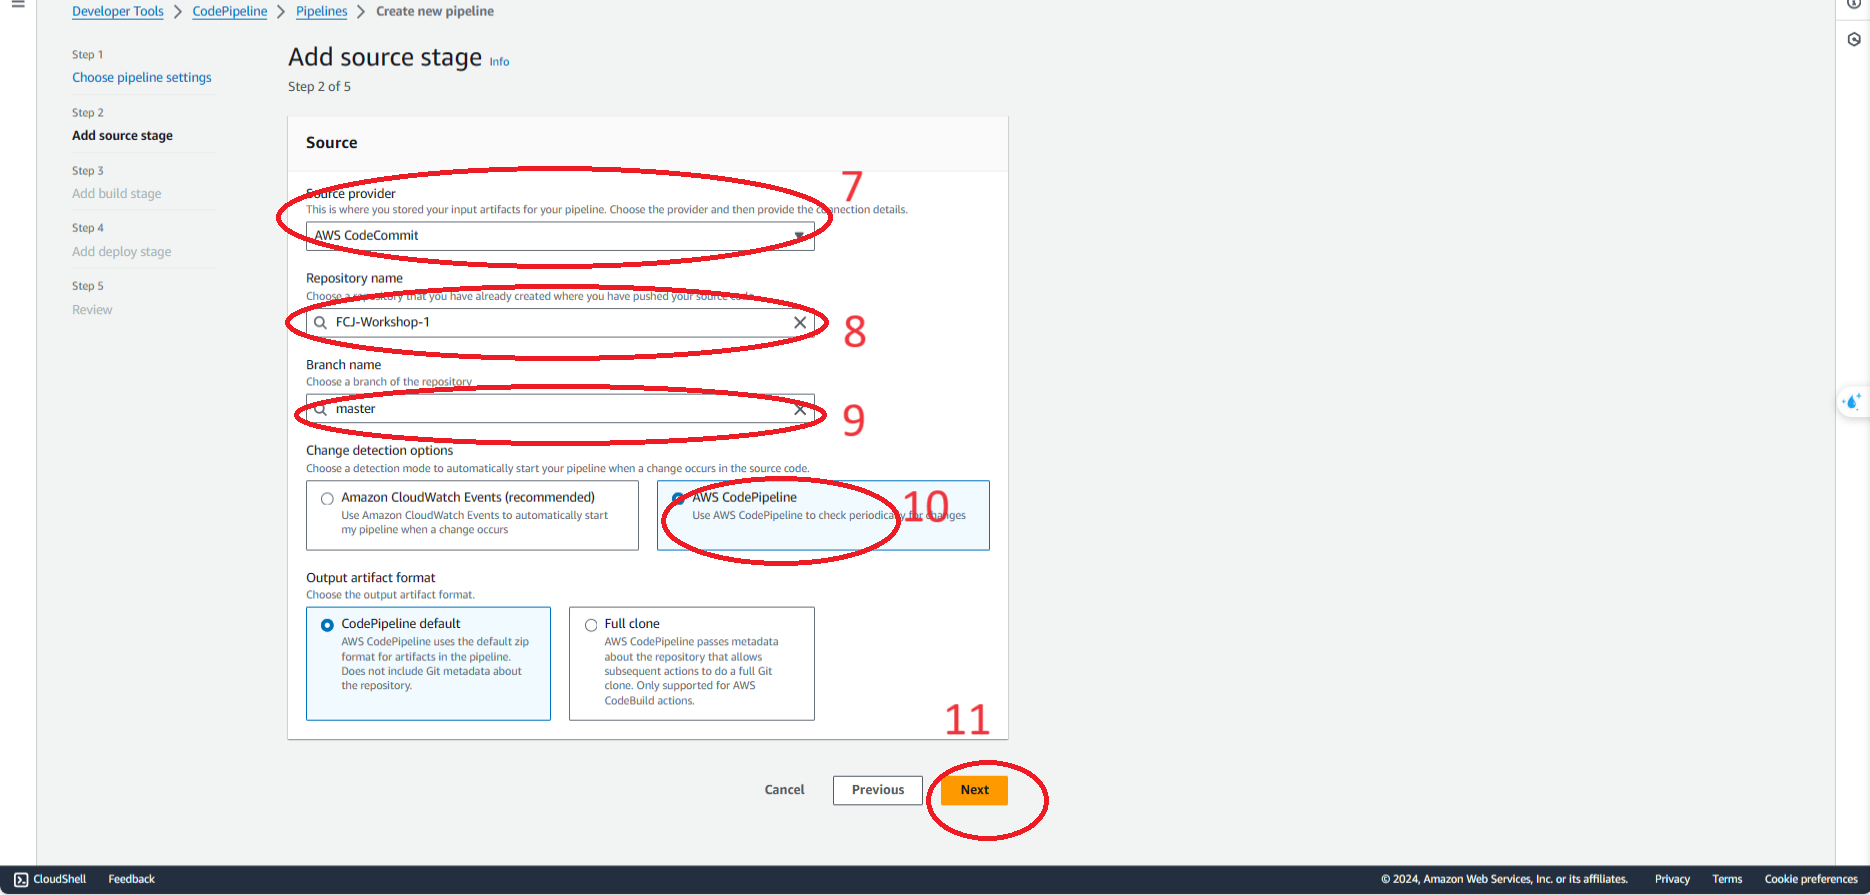 Developer Tools > CodePipeline > Pipelines > Create new pipeline
Step 1
Choose pipeline settings
Step 2
Add source stage
Step 3
Add build stage
Step 4
Add deploy stage
Step 5
Review
Add source stage Info
Step 2 of 5
Source
Source provider
7
This is where you stored your input artifacts for your pipeline. Choose the provider and then provide the connection details.
AWS CodeCommit
Repository name
Choose a repository that you have already created where you have pushed your source code.
FCJ-Workshop-1
8
Branch name
Choose a branch of the repository
master
9
Change detection options
Choose a detection mode to automatically start your pipeline when a change occurs in the source code.
Amazon CloudWatch Events (recommended)
Use Amazon CloudWatch Events to automatically start
my pipeline when a change occurs
AWS CodePipeline
10
Use AWS CodePipeline to check periodically for changes
Output artifact format
Choose the output artifact format.
CodePipeline default
AWS CodePipeline uses the default zip
format for artifacts in the pipeline.
Does not include Git metadata about
the repository.
Full clone
AWS CodePipeline passes metadata
about the repository that allows
subsequent actions to do a full Git
clone. Only supported for AWS
CodeBuild actions.
11
Cancel
Previous
Next
CloudShell
Feedback
© 2024, Amazon Web Services, Inc. or its affiliates.
Privacy
Terms
Cookie preferences